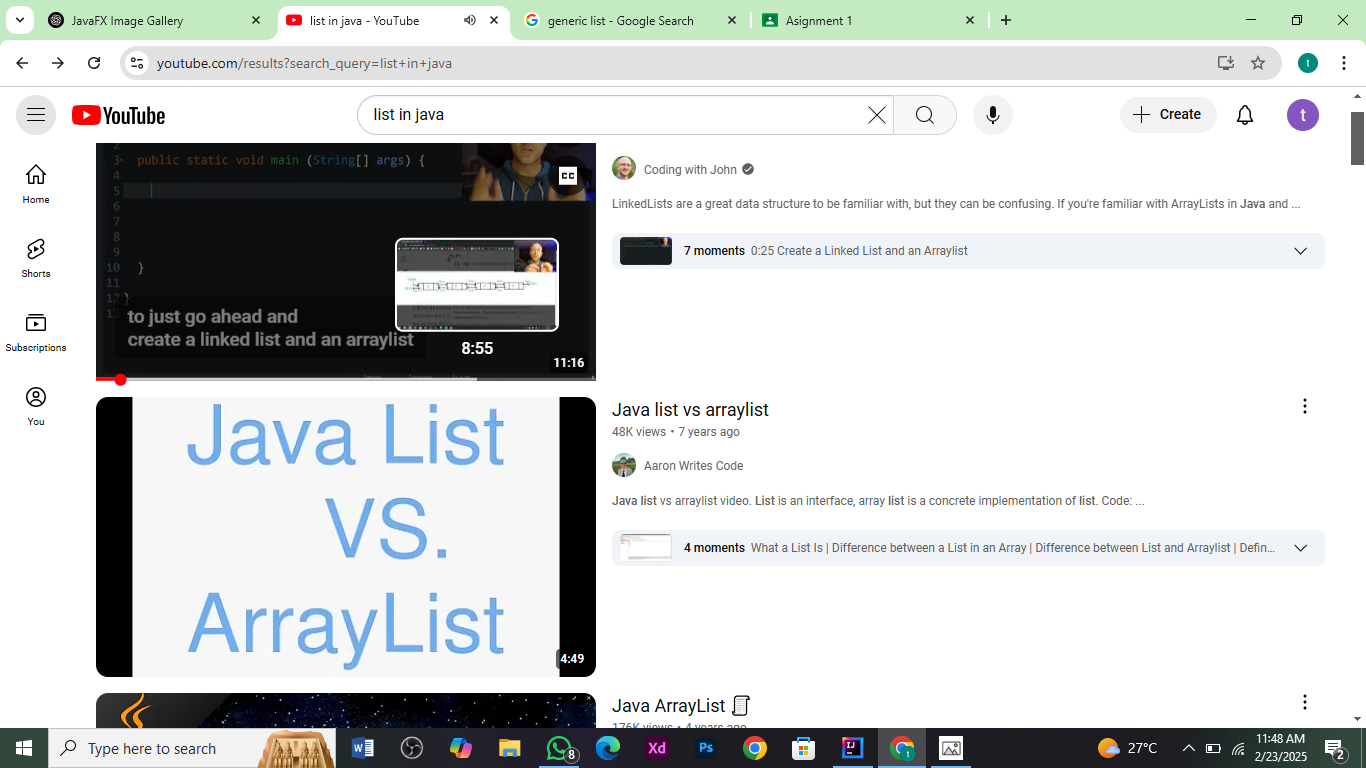 JavaFX Image Gallery
list in java - YouTube
generic list - Google Search
Asignment 1
youtube.com/results?search_query=list+in+java
t
YouTube
list in java
Create
t
Home
Shorts
Subscriptions
You
2
3 public static void main (String[] args) {
4
5
6
7
8
9
10 }
11
12 }
13
CC
to just go ahead and
create a linked list and an arraylist
8:55
11:16
Coding with John
LinkedLists are a great data structure to be familiar with, but they can be confusing. If you're familiar with ArrayLists in Java and ...
7 moments 0:25 Create a Linked List and an Arraylist
Java List
VS.
ArrayList
4:49
Java list vs arraylist
48K views • 7 years ago
Aaron Writes Code
Java list vs arraylist video. List is an interface, array list is a concrete implementation of list. Code: ...
4 moments What a List Is | Difference between a List in an Array | Difference between List and Arraylist | Defin...
Java ArrayList
176K views • 4 years ago
Type here to search
W
8
Xd
Ps
IJ
t
27°C
11:48 AM
2/23/2025
2